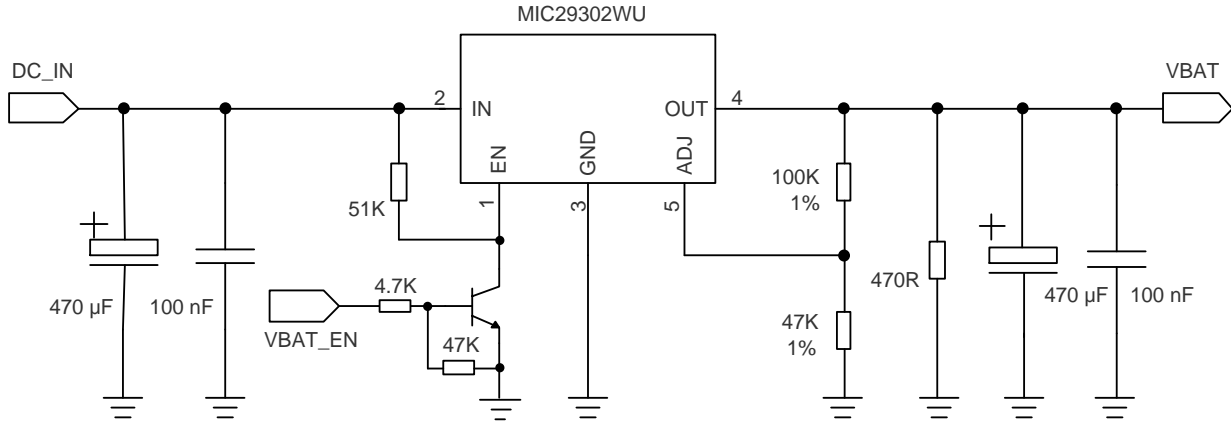 MIC29302WU
DC_IN
VBAT
2
IN
OUT
4
EN
GND
ADJ
1
3
5
51K
100K
1%
470 µF
100 nF
VBAT_EN
4.7K
47K
47K
1%
470R
470 µF
100 nF